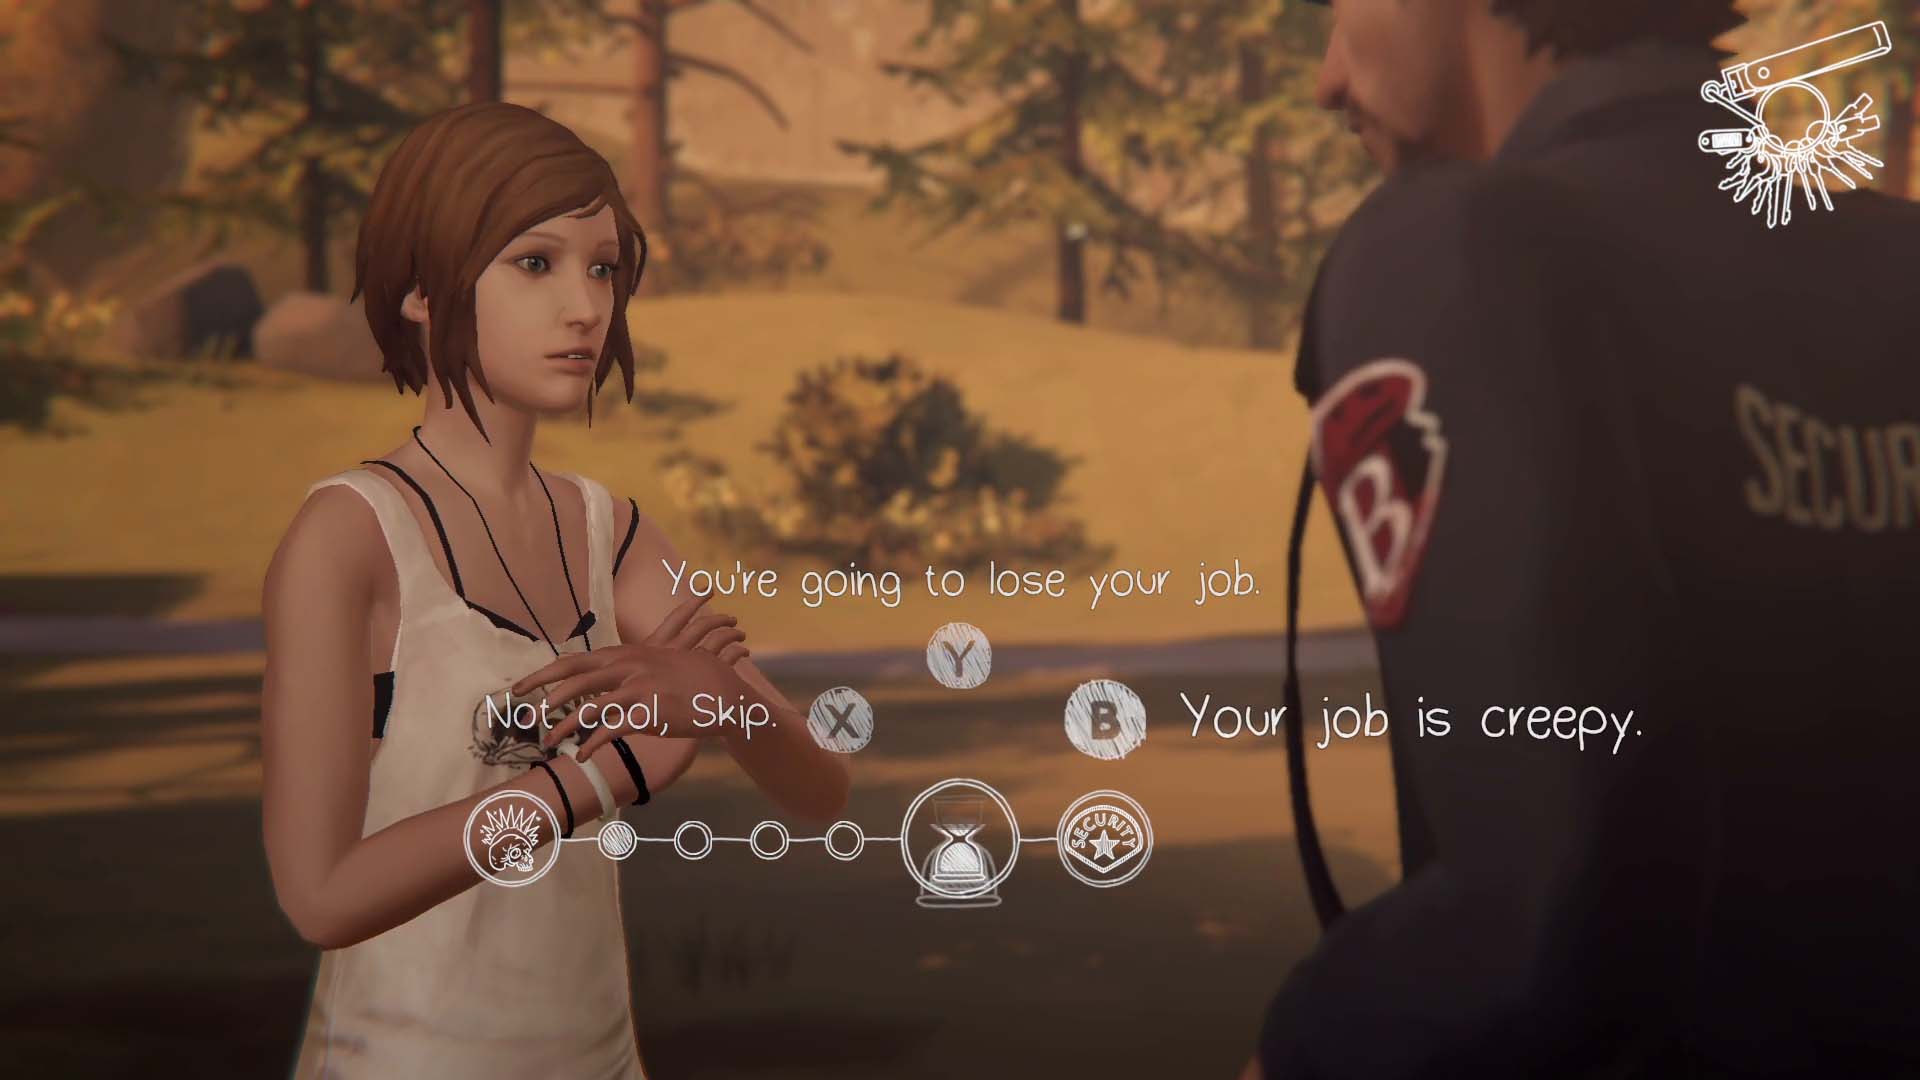 SECUR
B
You're going to lose your job.
Y
Not cool, Skip.
X
B
Your job is creepy.
SECURITY